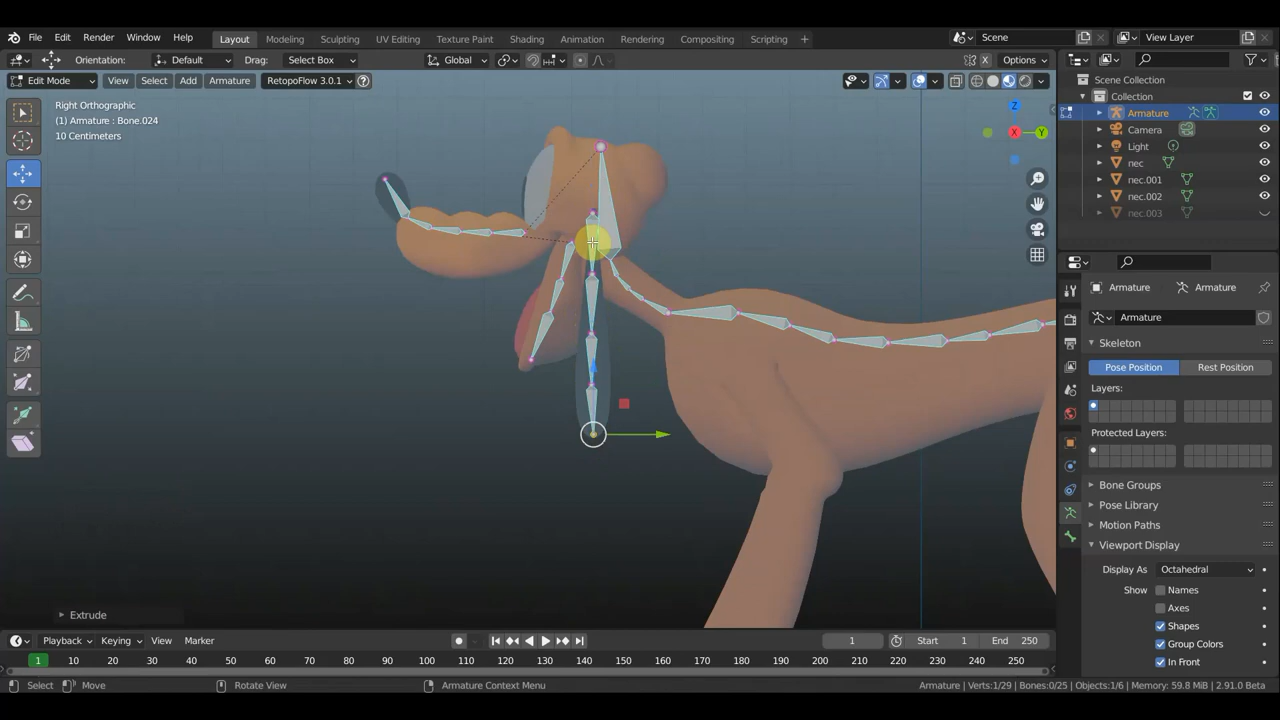 File Edit Render Window Help Layout Modeling Sculpting UV Editing Texture Paint Shading Animation Rendering Compositing Scripting + Scene View Layer
Orientation: Default Drag: Select Box Global X Options
Edit Mode View Select Add Armature RetopoFlow 3.0.1 ?
Right Orthographic
(1) Armature : Bone.024
10 Centimeters
Z
X Y
Extrude
Scene Collection
Collection
Armature
Camera
Light
nec
nec.001
nec.002
nec.003
Armature Armature
Armature
Skeleton
Pose Position Rest Position
Layers:
Protected Layers:
Bone Groups
Pose Library
Motion Paths
Viewport Display
Display As Octahedral
Show Names
Axes
Shapes
Group Colors
In Front
Playback Keying View Marker 1 Start 1 End 250
1 10 20 30 40 50 60 70 80 90 100 110 120 130 140 150 160 170 180 190 200 210 220 230 240 250
Select Move Rotate View Armature Context Menu Armature | Verts:1/29 | Bones:0/25 | Objects:1/6 | Memory: 59.8 MiB | 2.91.0 Beta